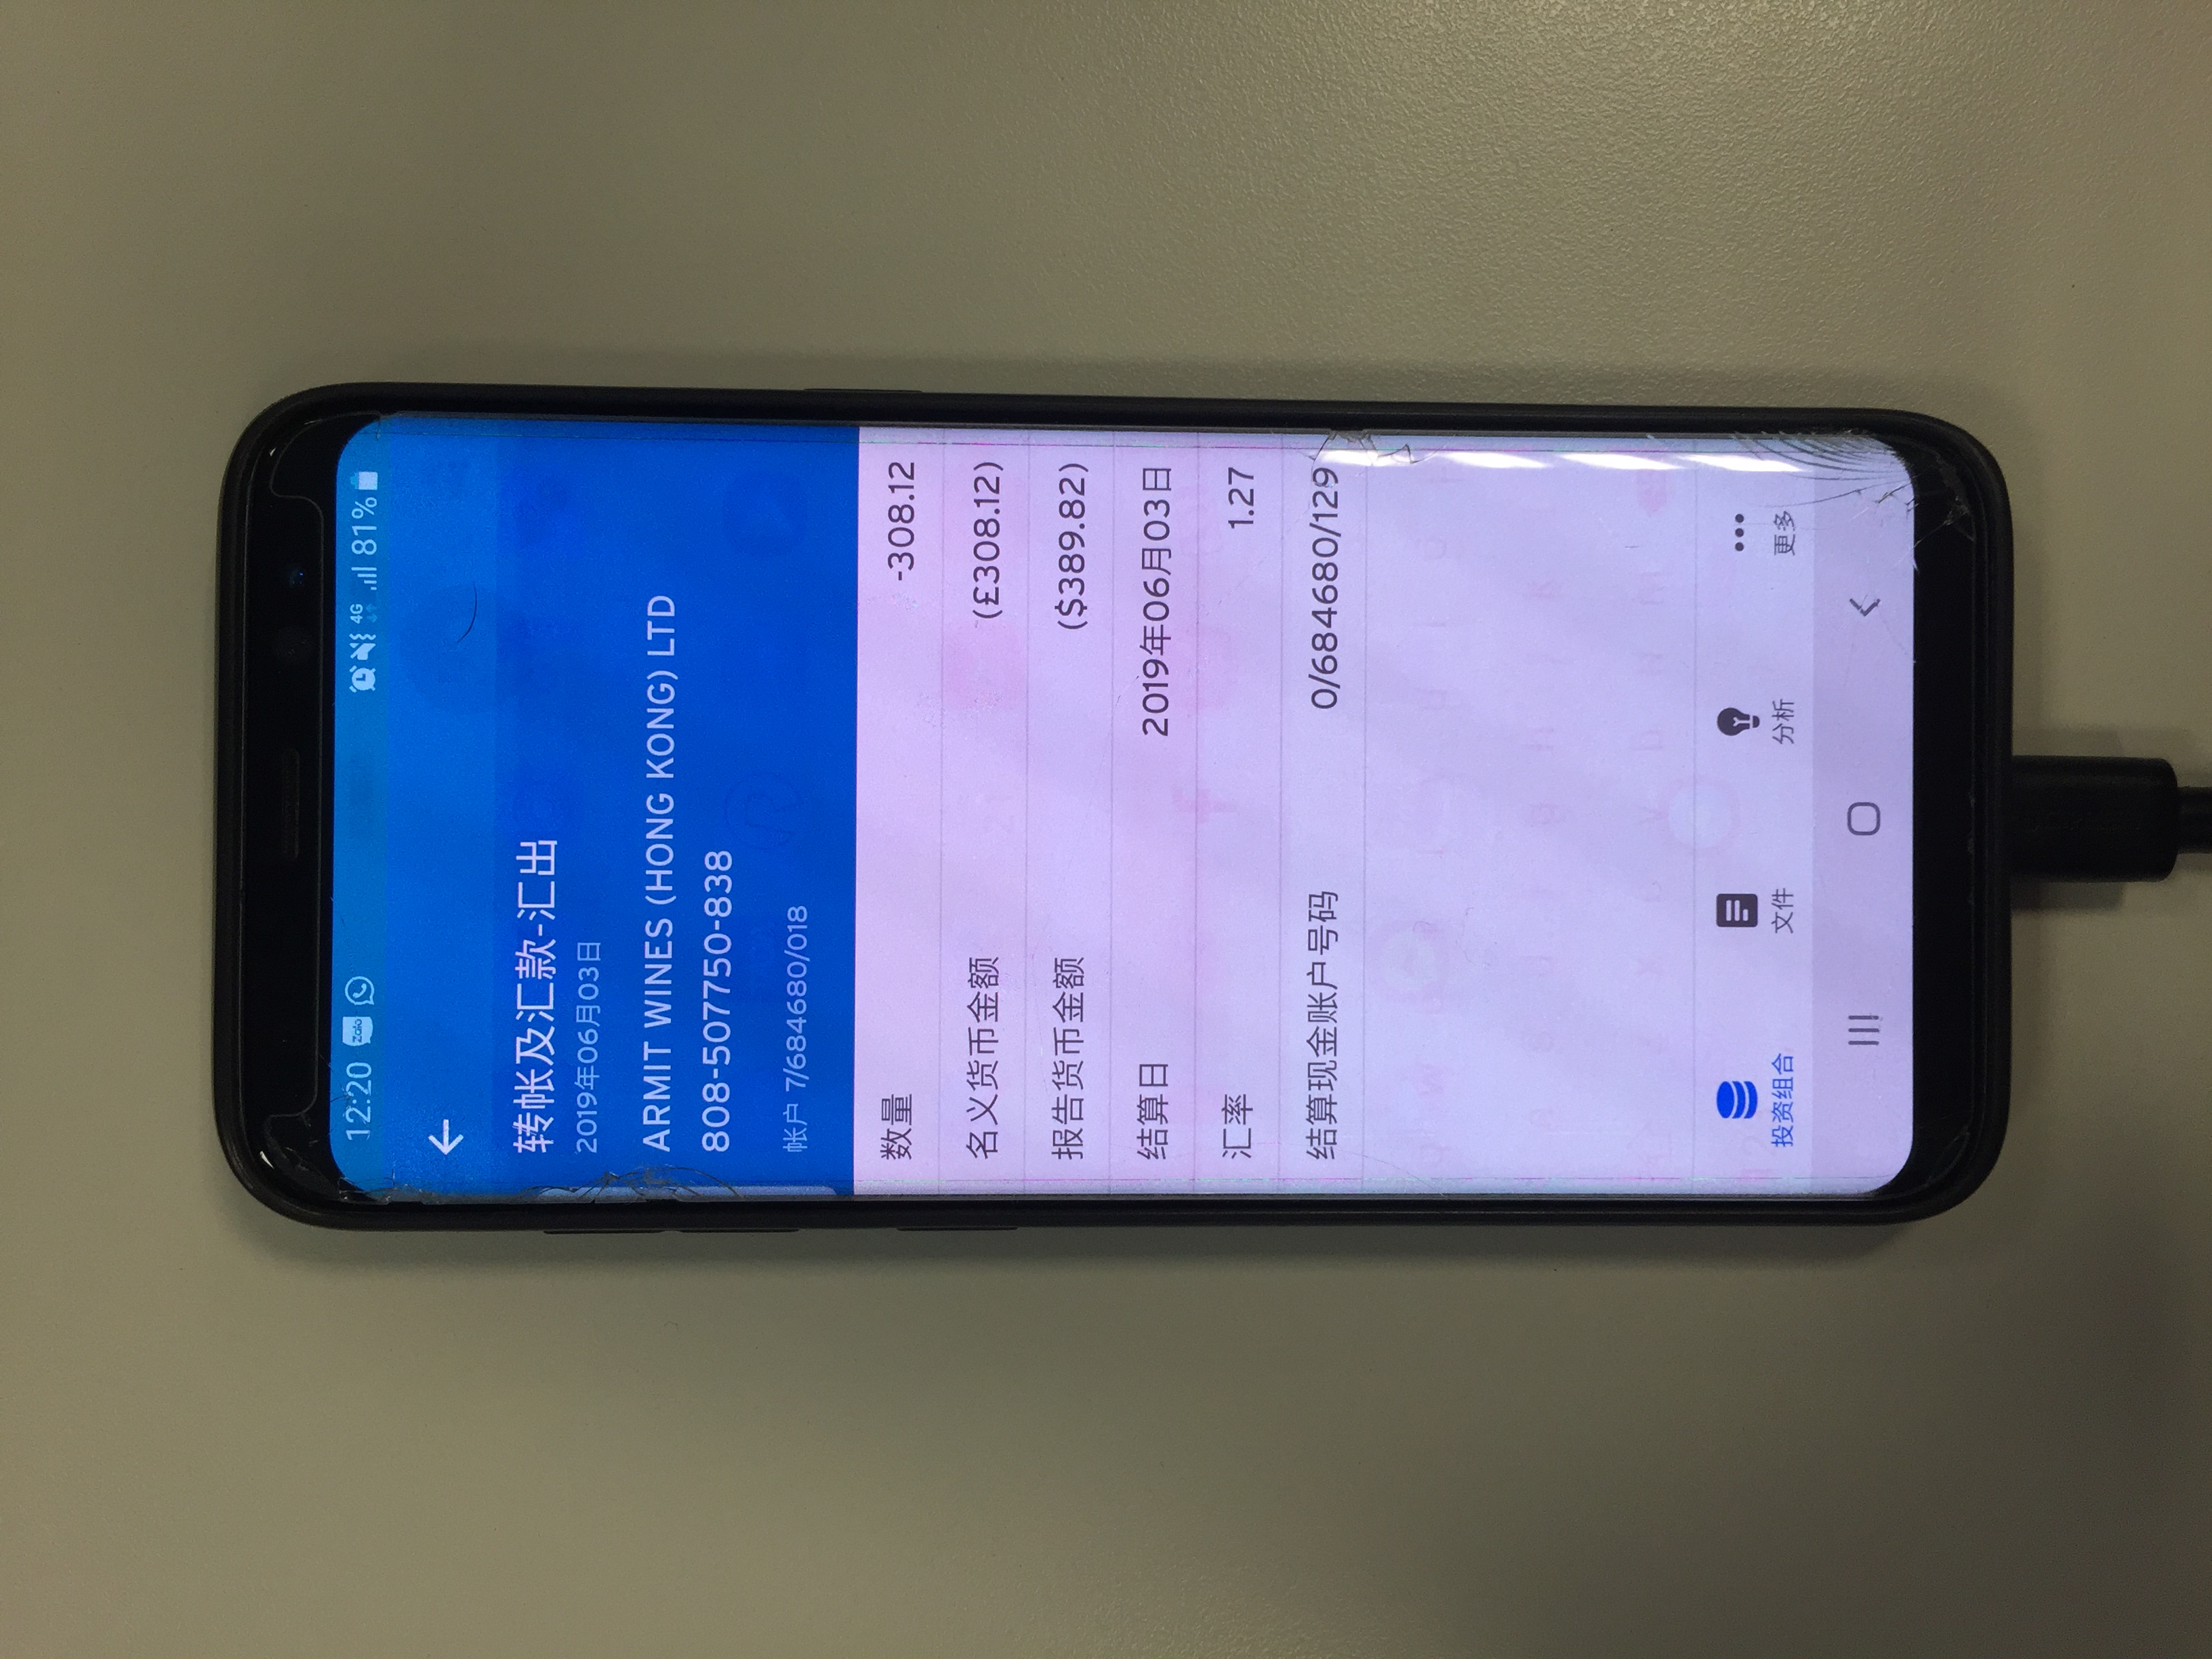 12:20 Zalo 4G 81%
转帐及汇款-汇出
2019年06月03日
ARMIT WINES (HONG KONG) LTD
808-507750-838
帐户 7/684680/018
数量 -308.12
名义货币金额 (£308.12)
报告货币金额 ($389.82)
结算日 2019年06月03日
汇率 1.27
结算现金账户号码 0/684680/129
投资组合 文件 分析 更多